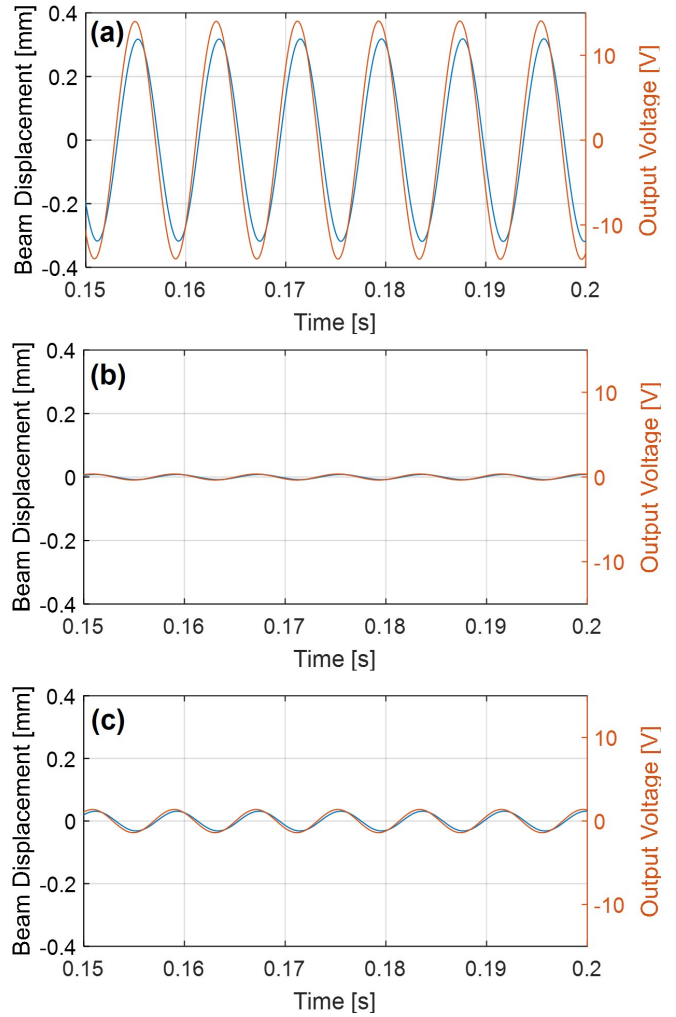 (a)
Beam Displacement [mm]
0.4
0.2
0
-0.2
-0.4
10
0
-10
Output Voltage [V]
0.15 0.16 0.17 0.18 0.19 0.2
Time [s]
(b)
Beam Displacement [mm]
0.4
0.2
0
-0.2
-0.4
10
0
-10
Output Voltage [V]
0.15 0.16 0.17 0.18 0.19 0.2
Time [s]
(c)
Beam Displacement [mm]
0.4
0.2
0
-0.2
-0.4
10
0
-10
Output Voltage [V]
0.15 0.16 0.17 0.18 0.19 0.2
Time [s]